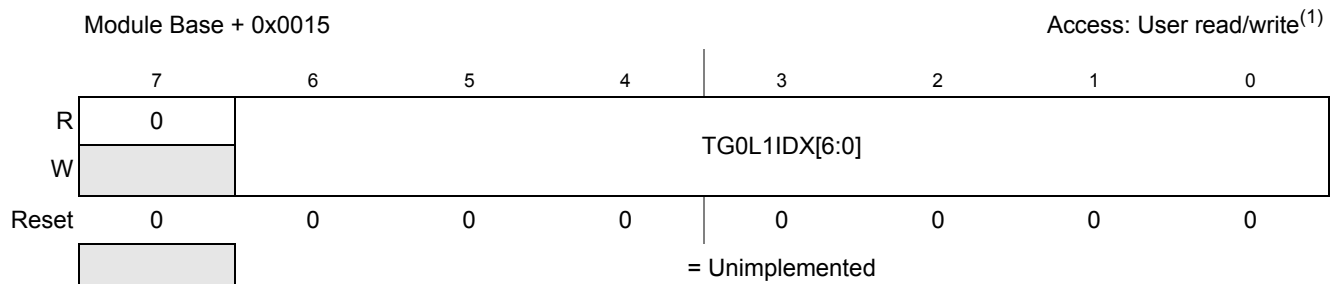 Module Base + 0x0015 Access: User read/write(1)
7 6 5 4 3 2 1 0
R 0 TG0L1IDX[6:0]
W
Reset 0 0 0 0 0 0 0 0
= Unimplemented